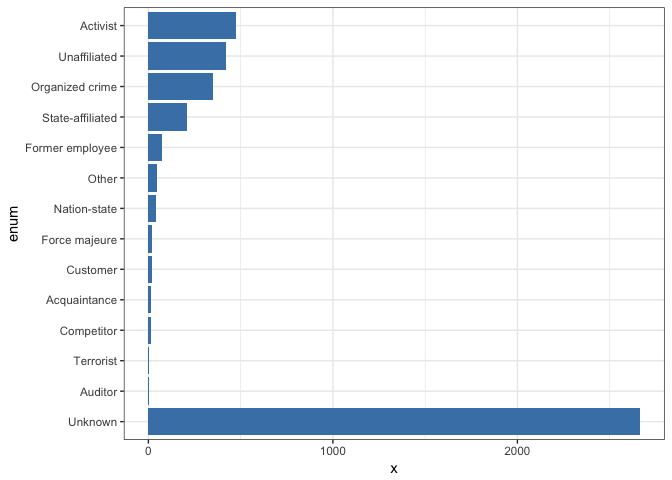 Activist
Unaffiliated
Organized crime
State-affiliated
Former employee
Other
Nation-state
Force majeure
Customer
Acquaintance
Competitor
Terrorist
Auditor
Unknown
enum
0 1000 2000
x